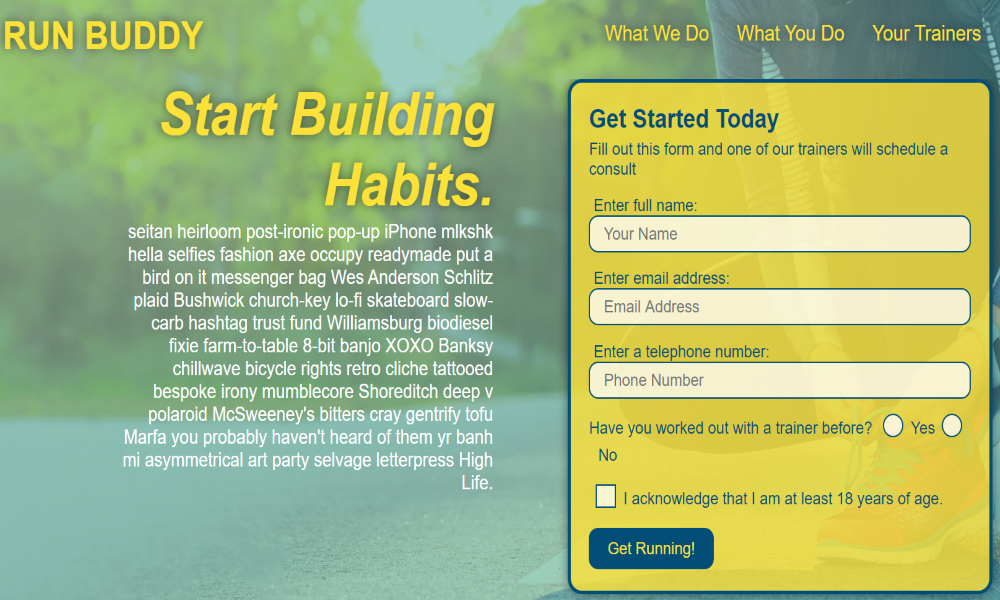 RUN BUDDY
What We Do What You Do Your Trainers
Start Building
Habits.
seitan heirloom post-ironic pop-up iPhone mlkshk
hella selfies fashion axe occupy readymade put a
bird on it messenger bag Wes Anderson Schlitz
plaid Bushwick church-key lo-fi skateboard slow-
carb hashtag trust fund Williamsburg biodiesel
fixie farm-to-table 8-bit banjo XOXO Banksy
chillwave bicycle rights retro cliche tattooed
bespoke irony mumblecore Shoreditch deep v
polaroid McSweeney's bitters cray gentrify tofu
Marfa you probably haven't heard of them yr banh
mi asymmetrical art party selvage letterpress High
Life.
Get Started Today
Fill out this form and one of our trainers will schedule a
consult
Enter full name:
Your Name
Enter email address:
Email Address
Enter a telephone number:
Phone Number
Have you worked out with a trainer before? Yes
No
I acknowledge that I am at least 18 years of age.
Get Running!